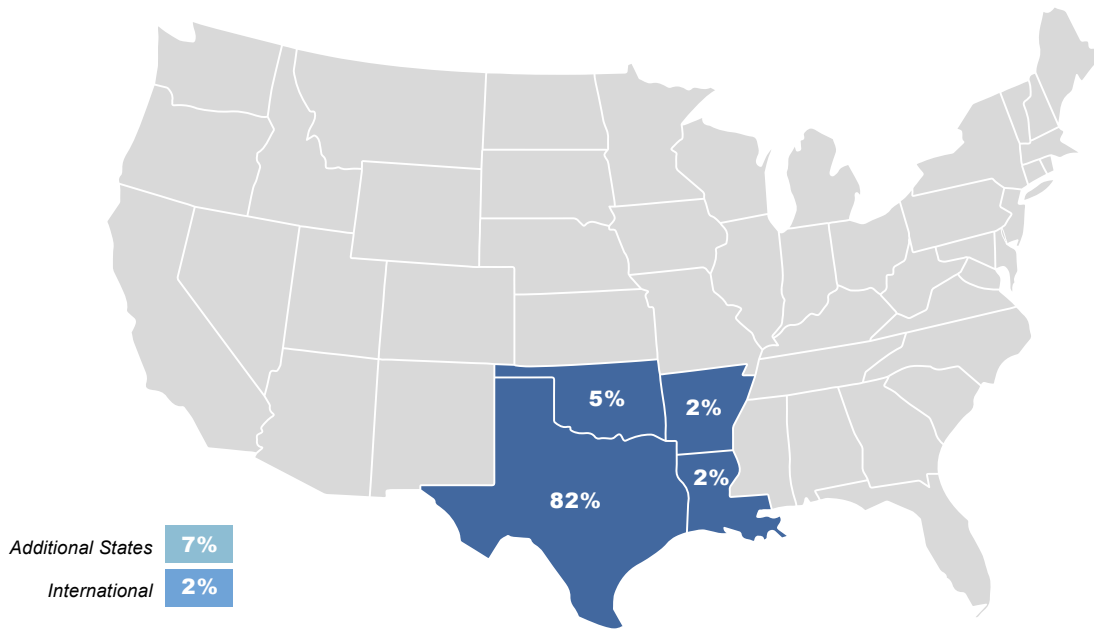 5%
2%
2%
82%
Additional States 7%
International 2%